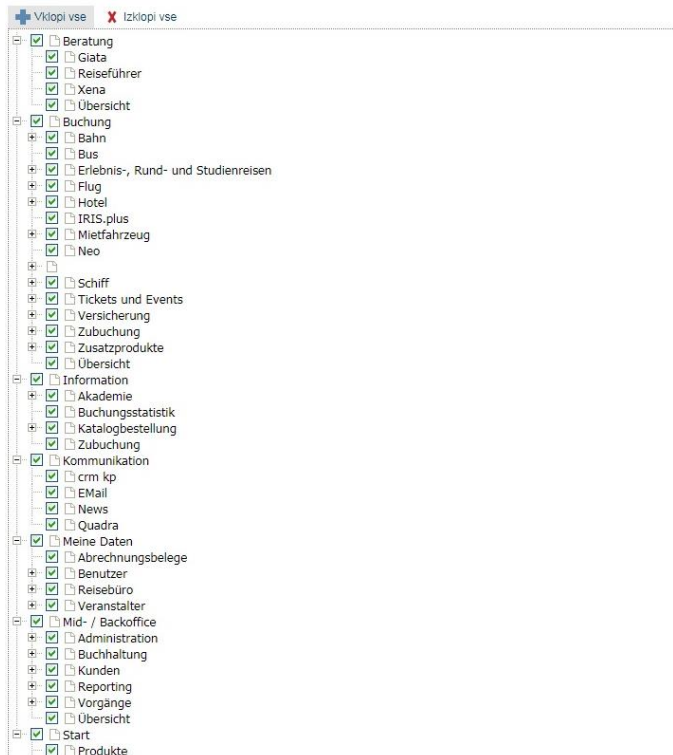 Vklopi vse Izklopi vse
Beratung
Giata
Reiseführer
Xena
Übersicht
Buchung
Bahn
Bus
Erlebnis-, Rund- und Studienreisen
Flug
Hotel
IRIS.plus
Mietfahrzeug
Neo
Schiff
Tickets und Events
Versicherung
Zubuchung
Zusatzprodukte
Übersicht
Information
Akademie
Buchungsstatistik
Katalogbestellung
Zubuchung
Kommunikation
crm kp
EMail
News
Quadra
Meine Daten
Abrechnungsbelege
Benutzer
Reisebüro
Veranstalter
Mid- / Backoffice
Administration
Buchhaltung
Kunden
Reporting
Vorgänge
Übersicht
Start
Produkte